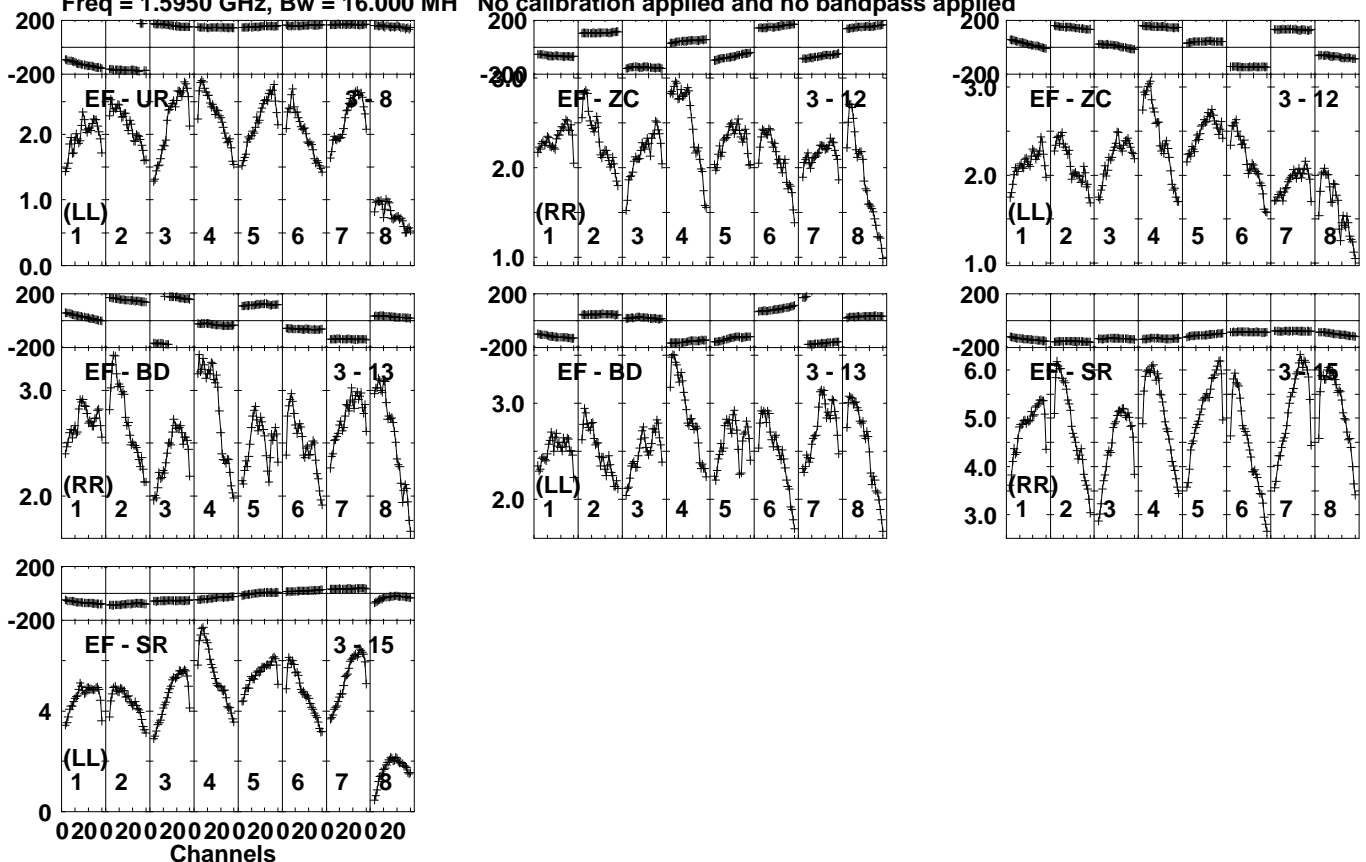 Freq = 1.5950 GHz, Bw = 16.000 MH No calibration applied and no bandpass applied
200
-200
EF - UR 3 - 8
2.0
1.0
(LL)
1 2 3 4 5 6 7 8
0.0
200
-200
3.0
EF - ZC 3 - 12
2.0
(RR)
1 2 3 4 5 6 7 8
1.0
200
-200
3.0
EF - ZC 3 - 12
2.0
(LL)
1 2 3 4 5 6 7 8
1.0
200
-200
EF - BD 3 - 13
3.0
(RR)
2.0
1 2 3 4 5 6 7 8
200
-200
EF - BD 3 - 13
3.0
(LL)
2.0
1 2 3 4 5 6 7 8
200
-200
6.0
EF - SR 3 - 15
5.0
4.0
(RR)
3.0
1 2 3 4 5 6 7 8
200
-200
EF - SR 3 - 15
4
(LL)
1 2 3 4 5 6 7 8
0
0 20 0 20 0 20 0 20 0 20 0 20 0 20 0 20
Channels